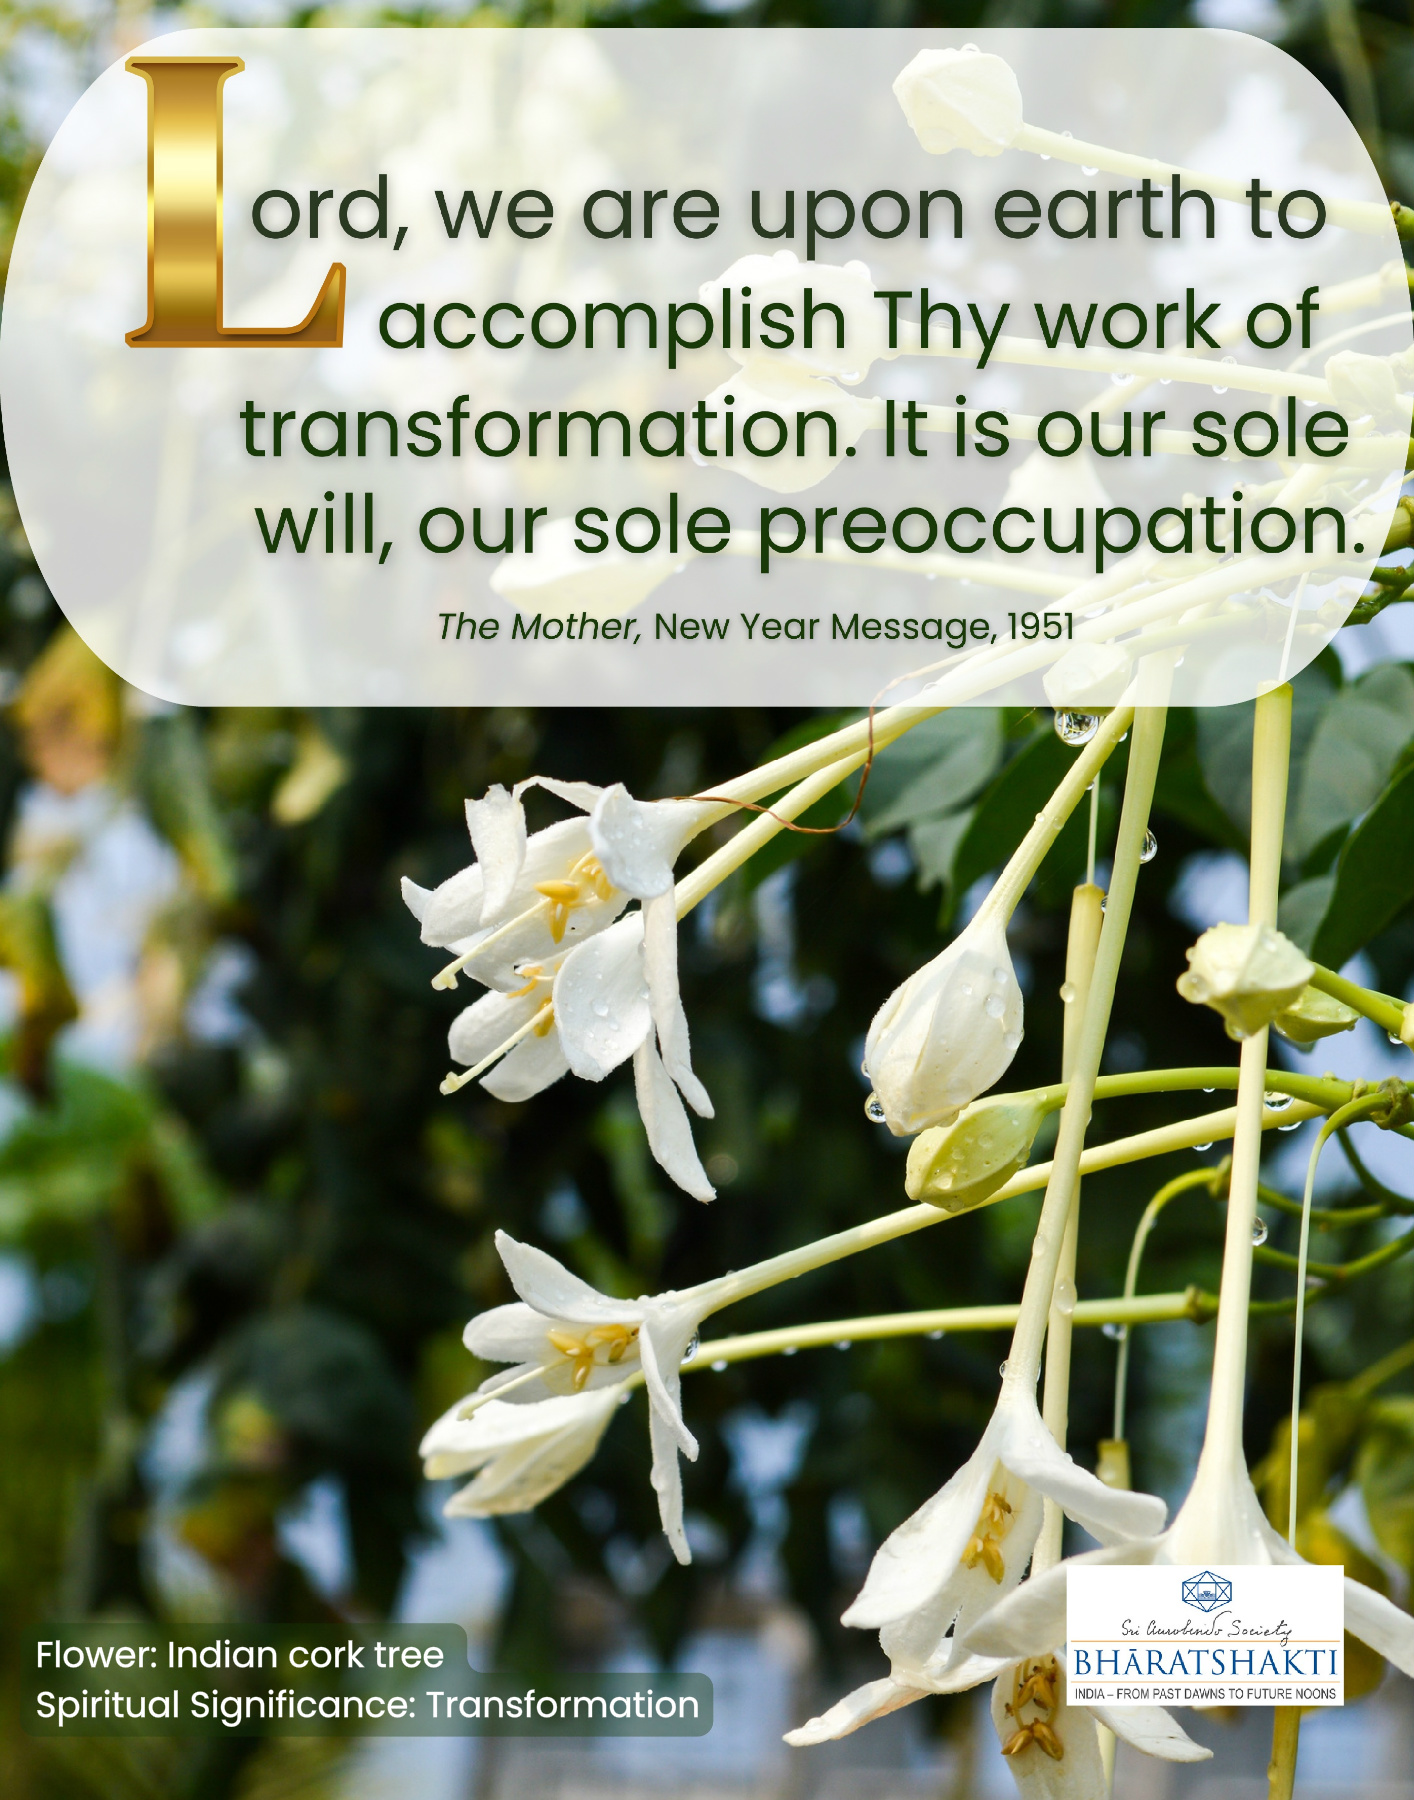 Lord, we are upon earth to
accomplish Thy work of
transformation. It is our sole
will, our sole preoccupation.
The Mother, New Year Message, 1951
Flower: Indian cork tree
Spiritual Significance: Transformation
Sri Aurobindo Society
BHĀRATSHAKTI
INDIA – FROM PAST DAWNS TO FUTURE NOONS